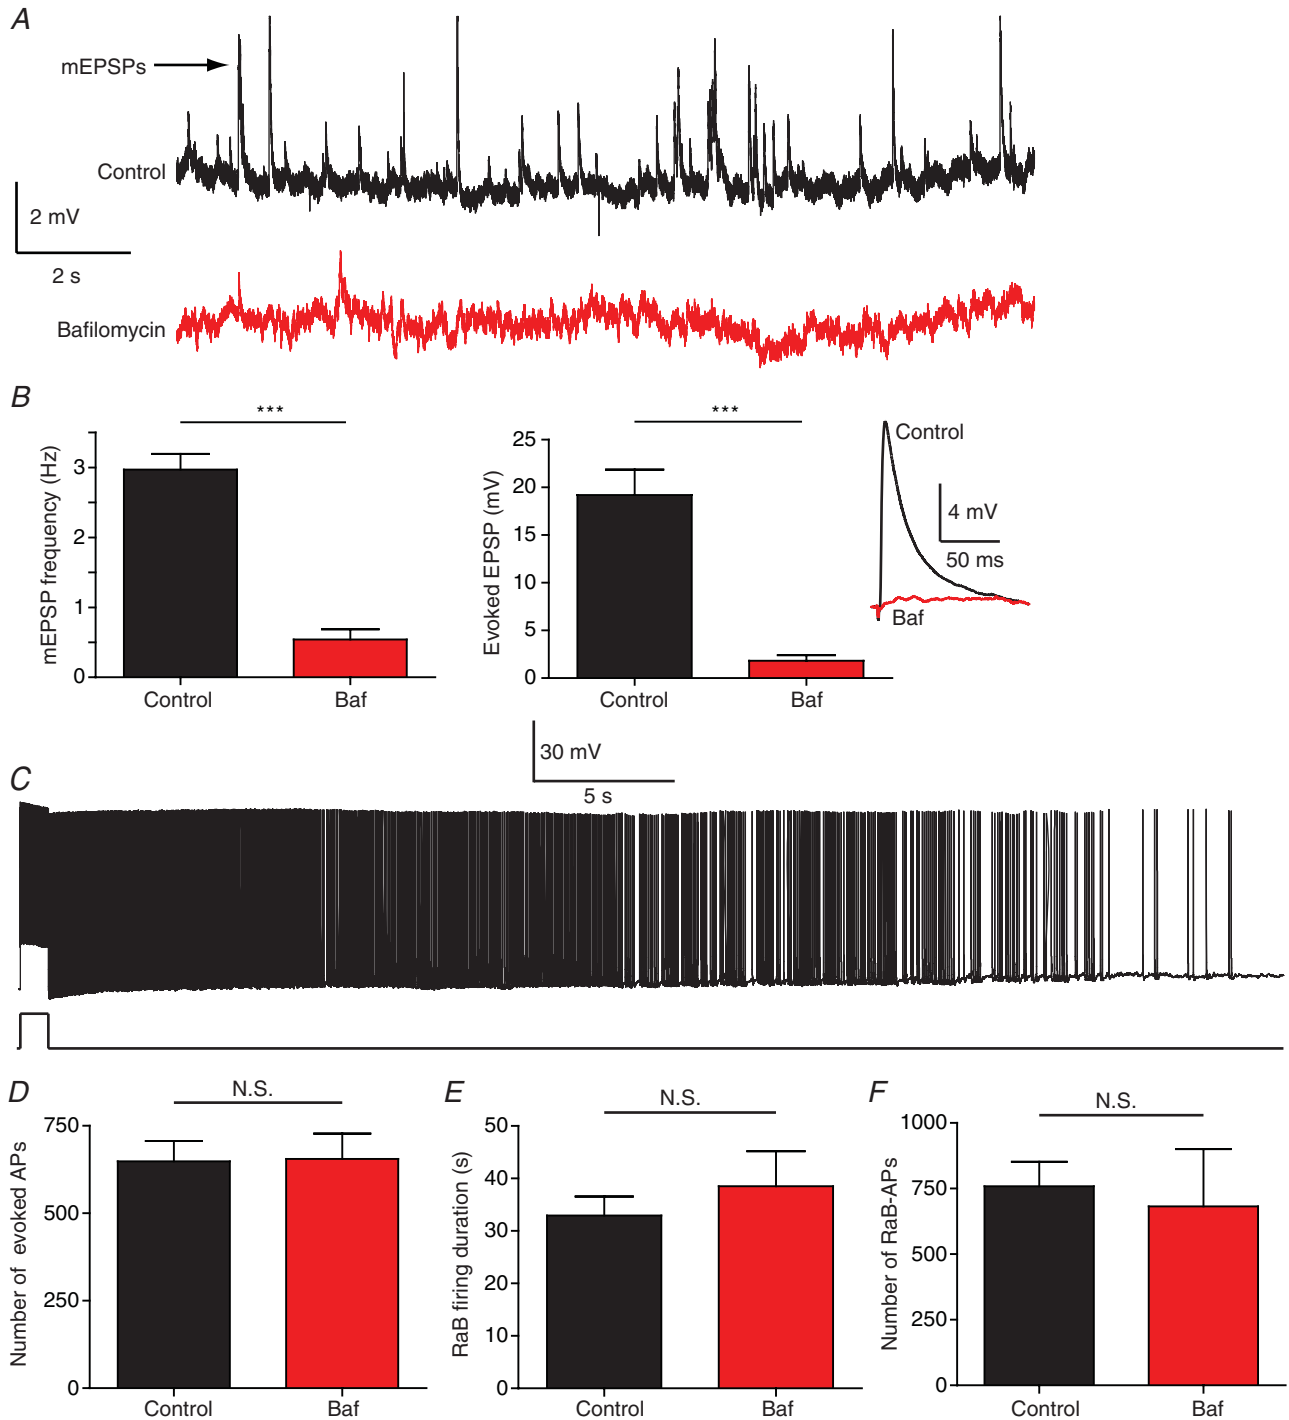 A
mEPSPs
Control
2 mV
2 s
Bafilomycin
B
***
mEPSP frequency (Hz)
3
2
1
0
Control
Baf
***
Evoked EPSP (mV)
25
20
15
10
5
0
Control
Baf
Control
4 mV
50 ms
Baf
30 mV
5 s
C
D
N.S.
Number of evoked APs
750
500
250
0
Control
Baf
E
N.S.
RaB firing duration (s)
50
40
30
20
10
0
Control
Baf
F
N.S.
Number of RaB-APs
1000
750
500
250
0
Control
Baf